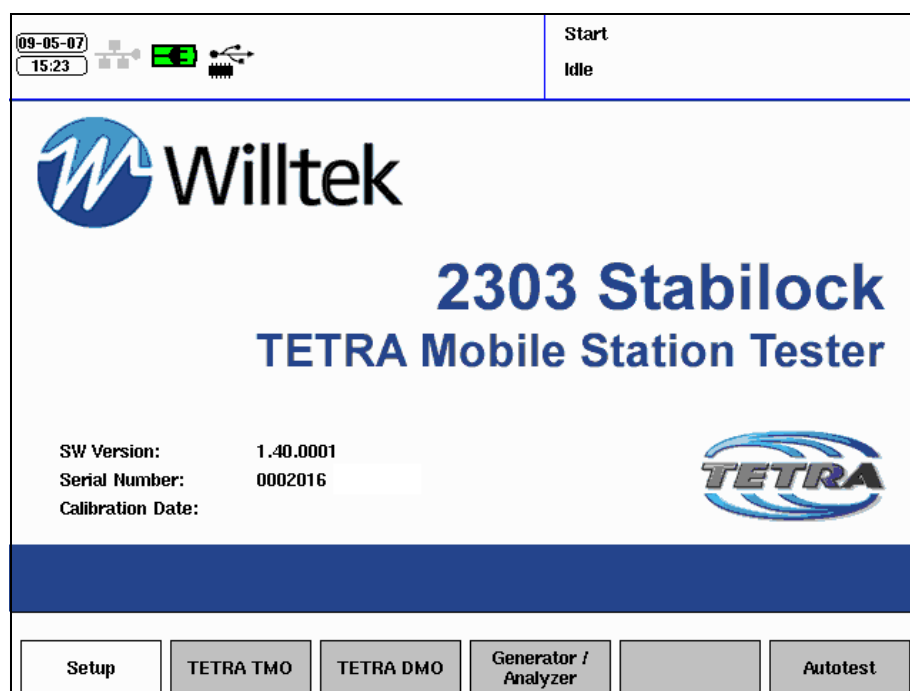 09-05-07
15:23
Start
Idle
Willtek
2303 Stabilock
TETRA Mobile Station Tester
SW Version: 1.40.0001
Serial Number: 0002016
Calibration Date:
TETRA
Setup
TETRA TMO
TETRA DMO
Generator /
Analyzer
Autotest